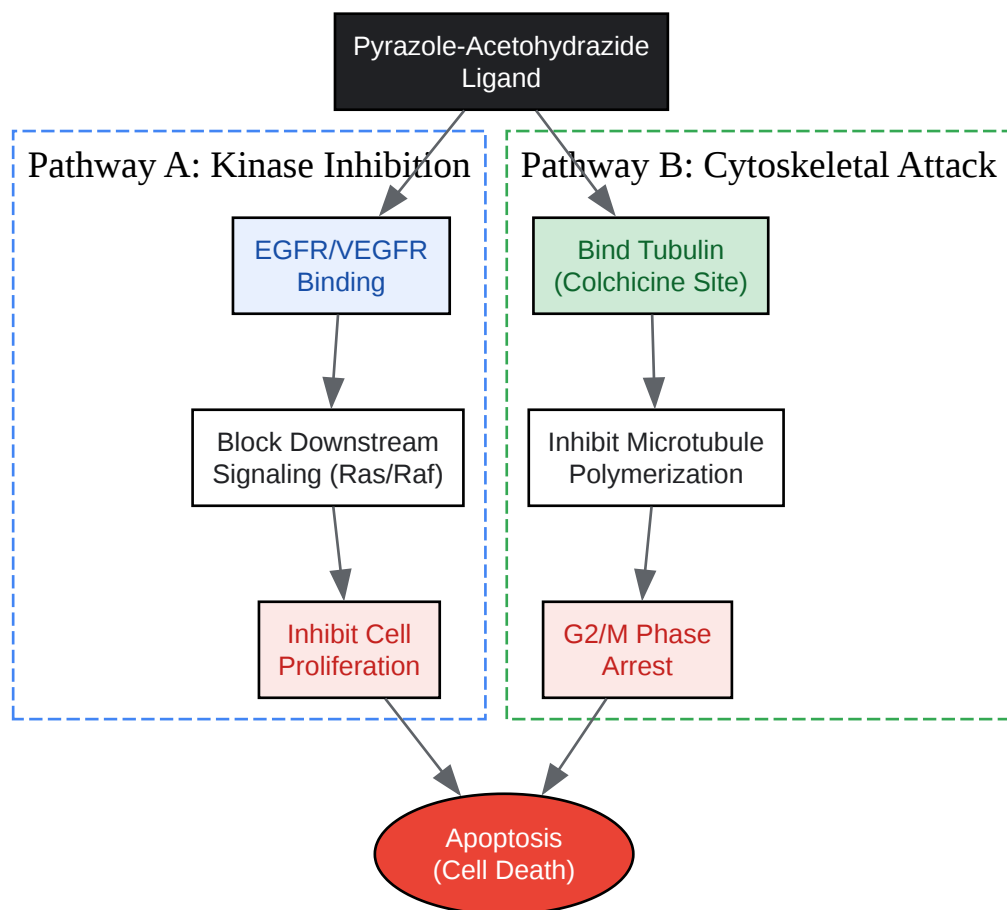 Pyrazole-Acetohydrazide
Ligand
Pathway A: Kinase Inhibition
EGFR/VEGFR
Binding
Block Downstream
Signaling (Ras/Raf)
Inhibit Cell
Proliferation
Pathway B: Cytoskeletal Attack
Bind Tubulin
(Colchicine Site)
Inhibit Microtubule
Polymerization
G2/M Phase
Arrest
Apoptosis
(Cell Death)